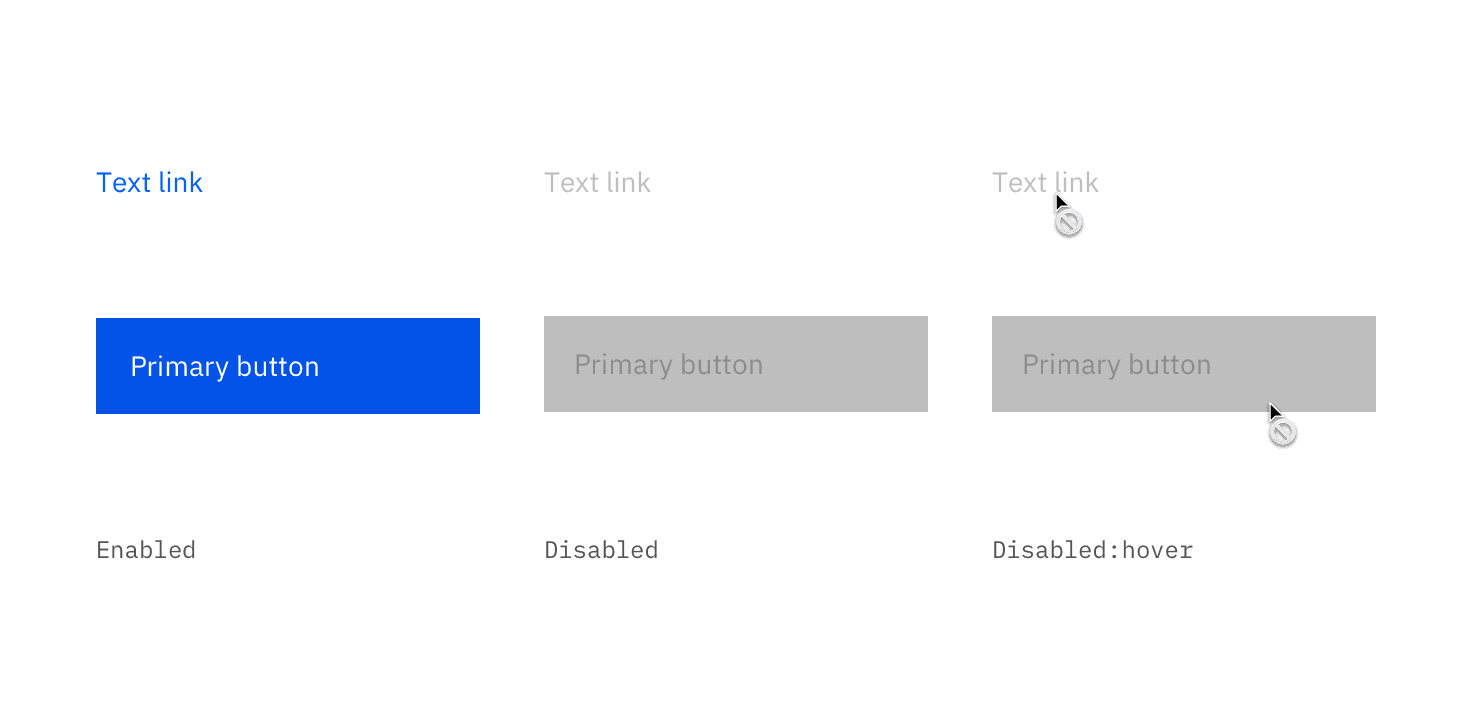 Text link
Text link
Text link
Primary button
Primary button
Primary button
Enabled
Disabled
Disabled:hover